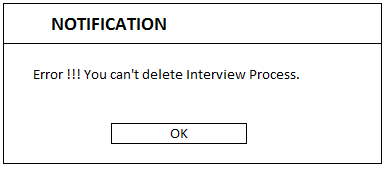 NOTIFICATION
Error !!! You can't delete Interview Process.
OK